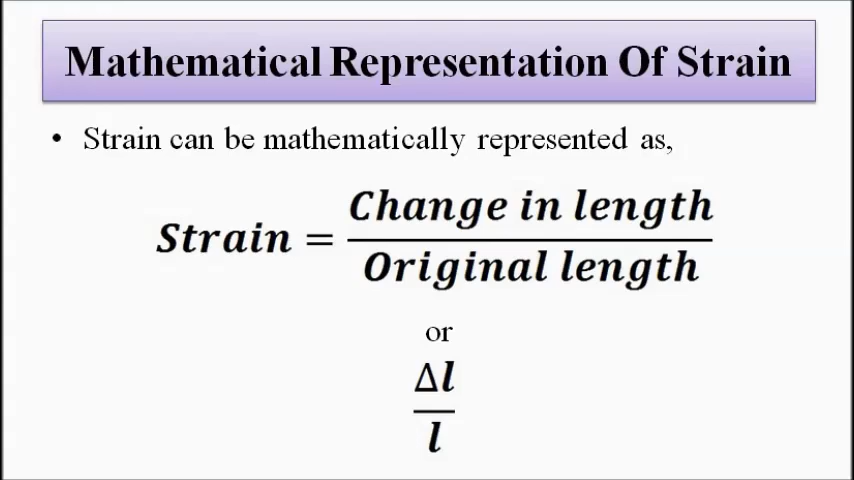 Mathematical Representation Of Strain
• Strain can be mathematically represented as,
Strain = Change in length / Original length
or
Δl / l